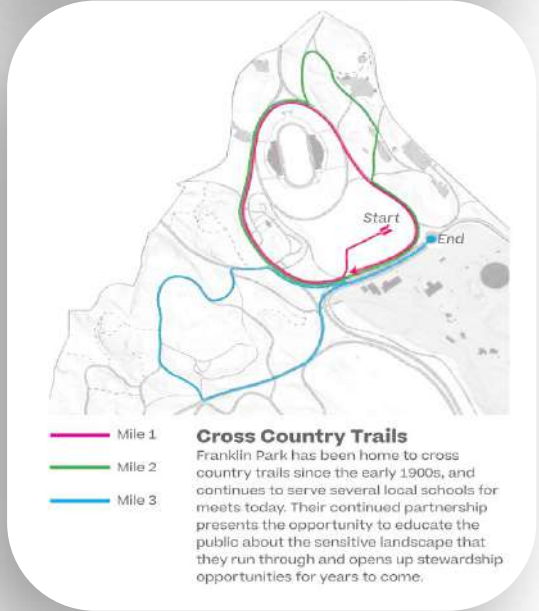 Start
End
Mile 1
Mile 2
Mile 3
Cross Country Trails
Franklin Park has been home to cross
country trails since the early 1900s, and
continues to serve several local schools for
meets today. Their continued partnership
presents the opportunity to educate the
public about the sensitive landscape that
they run through and opens up stewardship
opportunities for years to come.